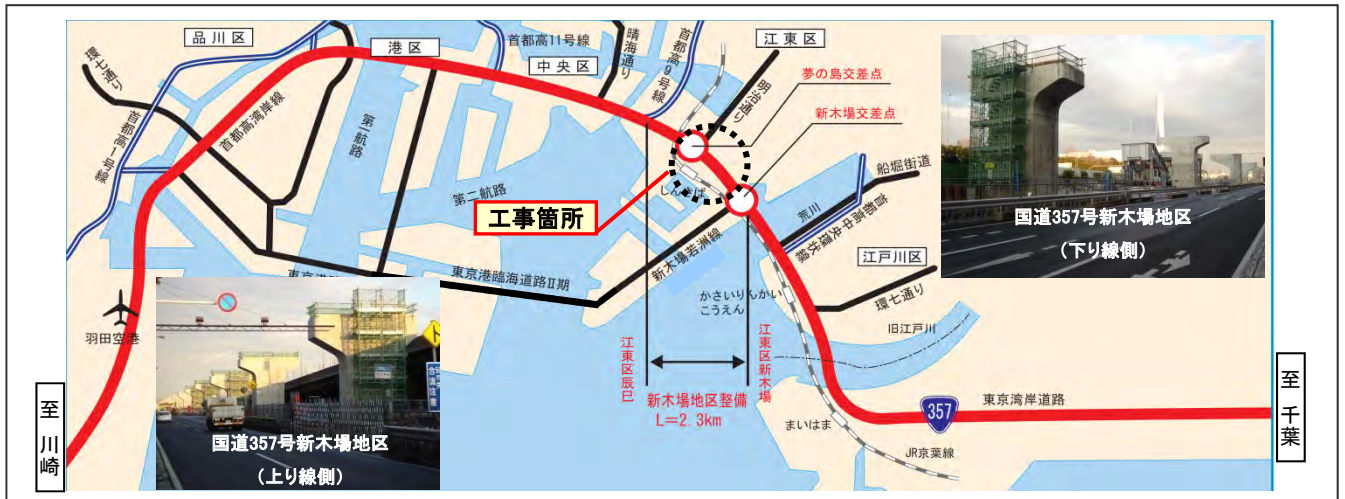 品川区
環七通り
首都高1号線
首都高湾岸線
港区
第一航路
首都高11号線
中央区
晴海通り
首都高9号線
江東区
明治通り
夢の島交差点
新木場交差点
しんきば
工事箇所
第二航路
船堀街道
荒川
首都高中央環状線
江戸川区
環七通り
新木場若洲線
東京港臨海道路Ⅱ期
かさいりんかい
こうえん
旧江戸川
羽田空港
江東区辰巳
江東区新木場
新木場地区整備
L=2.3km
まいはま
JR京葉線
357
東京湾岸道路
至 川崎
至 千葉
国道357号新木場地区
(下り線側)
国道357号新木場地区
(上り線側)
合流注意